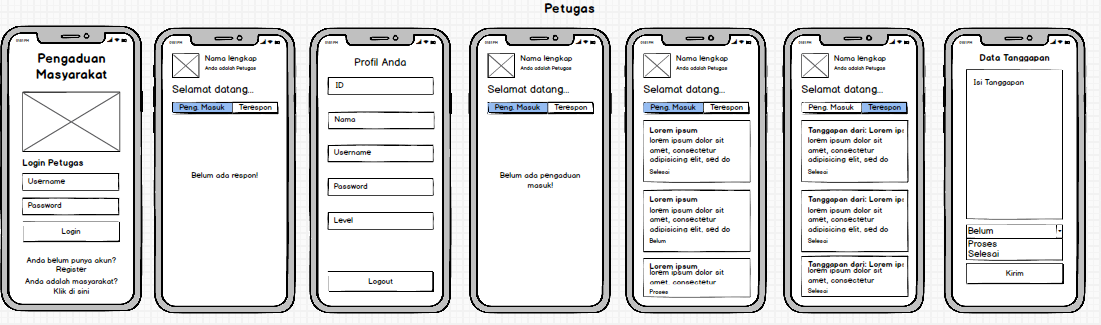 Petugas
Pengaduan
Masyarakat
Login Petugas
Username
Password
Login
Anda belum punya akun?
Register
Anda adalah masyarakat?
Klik di sini
Nama lengkap
Anda adalah Petugas
Selamat datang...
Peng. Masuk
Terespon
Belum ada respon!
Profil Anda
ID
Nama
Username
Password
Level
Logout
Nama lengkap
Anda adalah Petugas
Selamat datang...
Peng. Masuk
Terespon
Belum ada pengaduan
masuk!
Nama lengkap
Anda adalah Petugas
Selamat datang...
Peng. Masuk
Terespon
Lorem ipsum
lorem ipsum dolor sit
amet, consectetur
adipisicing elit, sed do
Selesai
Lorem ipsum
lorem ipsum dolor sit
amet, consectetur
adipisicing elit, sed do
Belum
Lorem ipsum
lorem ipsum dolor sit
amet, consectetur
Proses
Nama lengkap
Anda adalah Petugas
Selamat datang...
Peng. Masuk
Terespon
Tanggapan dari: Lorem ips
lorem ipsum dolor sit
amet, consectetur
adipisicing elit, sed do
Selesai
Tanggapan dari: Lorem ips
lorem ipsum dolor sit
amet, consectetur
adipisicing elit, sed do
Selesai
Tanggapan dari: Lorem ips
lorem ipsum dolor sit
amet, consectetur
Selesai
Data Tanggapan
Isi Tanggapan
Belum
Proses
Selesai
Kirim